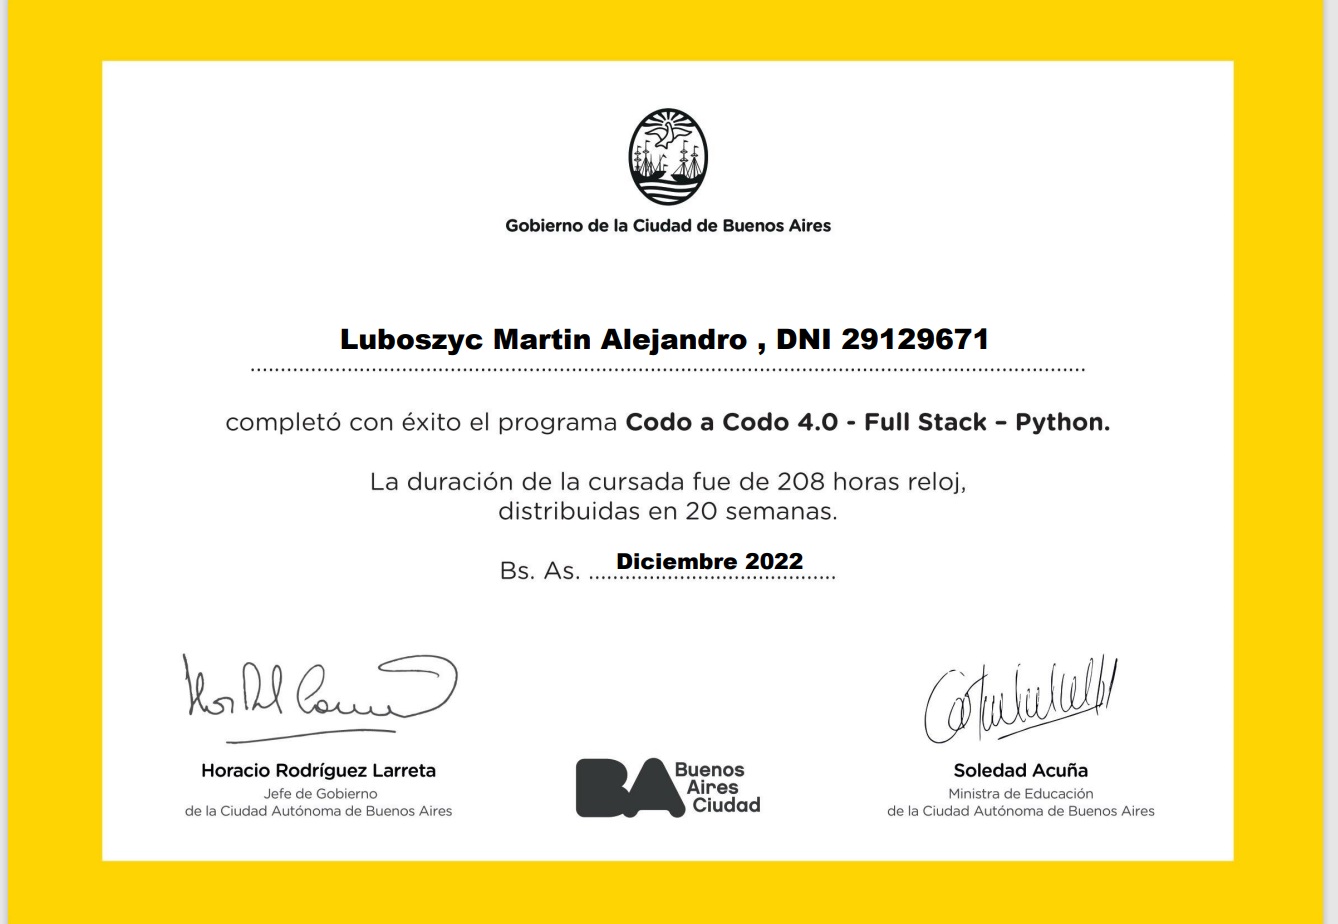 Gobierno de la Ciudad de Buenos Aires
Luboszyc Martin Alejandro , DNI 29129671
completó con éxito el programa Codo a Codo 4.0 - Full Stack – Python.
La duración de la cursada fue de 208 horas reloj,
distribuidas en 20 semanas.
Bs. As. Diciembre 2022
Horacio Rodríguez Larreta
Jefe de Gobierno
de la Ciudad Autónoma de Buenos Aires
BA Buenos
Aires
Ciudad
Soledad Acuña
Ministra de Educación
de la Ciudad Autónoma de Buenos Aires